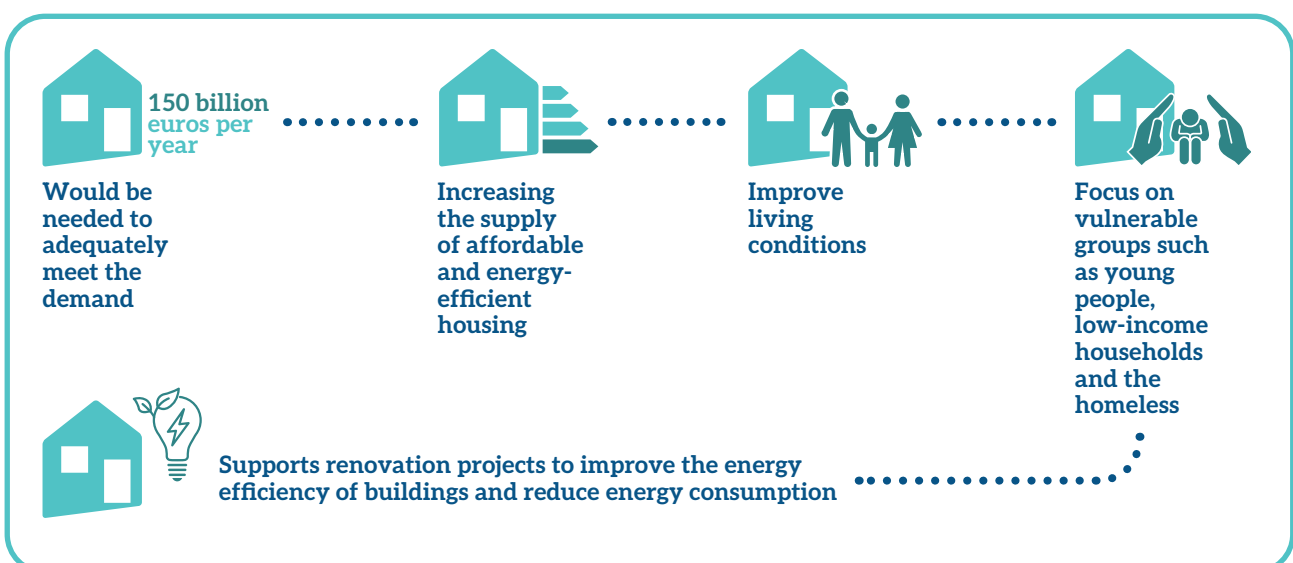 150 billion
euros per
year
Would be
needed to
adequately
meet the
demand
Increasing
the supply
of affordable
and energy-
efficient
housing
Improve
living
conditions
Focus on
vulnerable
groups such
as young
people,
low-income
households
and the
homeless
Supports renovation projects to improve the energy
efficiency of buildings and reduce energy consumption